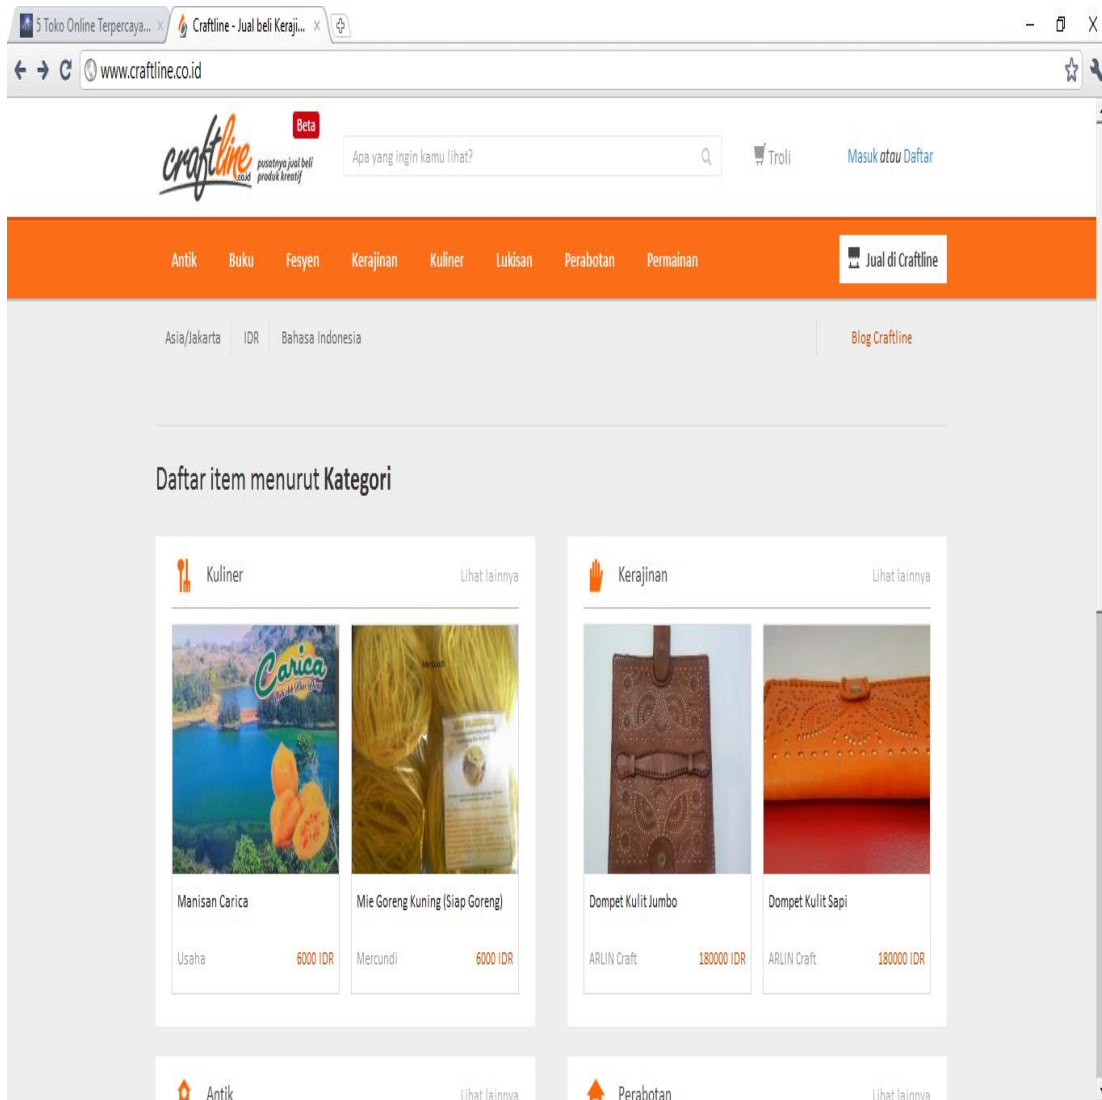 5 Toko Online Terpercaya...
Craftline - Jual beli Keraji...
www.craftline.co.id
craftline
.co.id
Beta
pusatnya jual beli
produk kreatif
Apa yang ingin kamu lihat?
Troli
Masuk atau Daftar
Antik Buku Fesyen Kerajinan Kuliner Lukisan Perabotan Permainan
Jual di Craftline
Asia/Jakarta IDR Bahasa Indonesia
Blog Craftline
Daftar item menurut Kategori
Kuliner Lihat lainnya
Carica
Manisan Carica
Usaha 6000 IDR
Mercundi
Mie Goreng Kuning (Siap Goreng)
Mercundi 6000 IDR
Kerajinan Lihat lainnya
Dompet Kulit Jumbo
ARLIN Craft 180000 IDR
Dompet Kulit Sapi
ARLIN Craft 180000 IDR
Antik Lihat lainnya
Perabotan Lihat lainnya